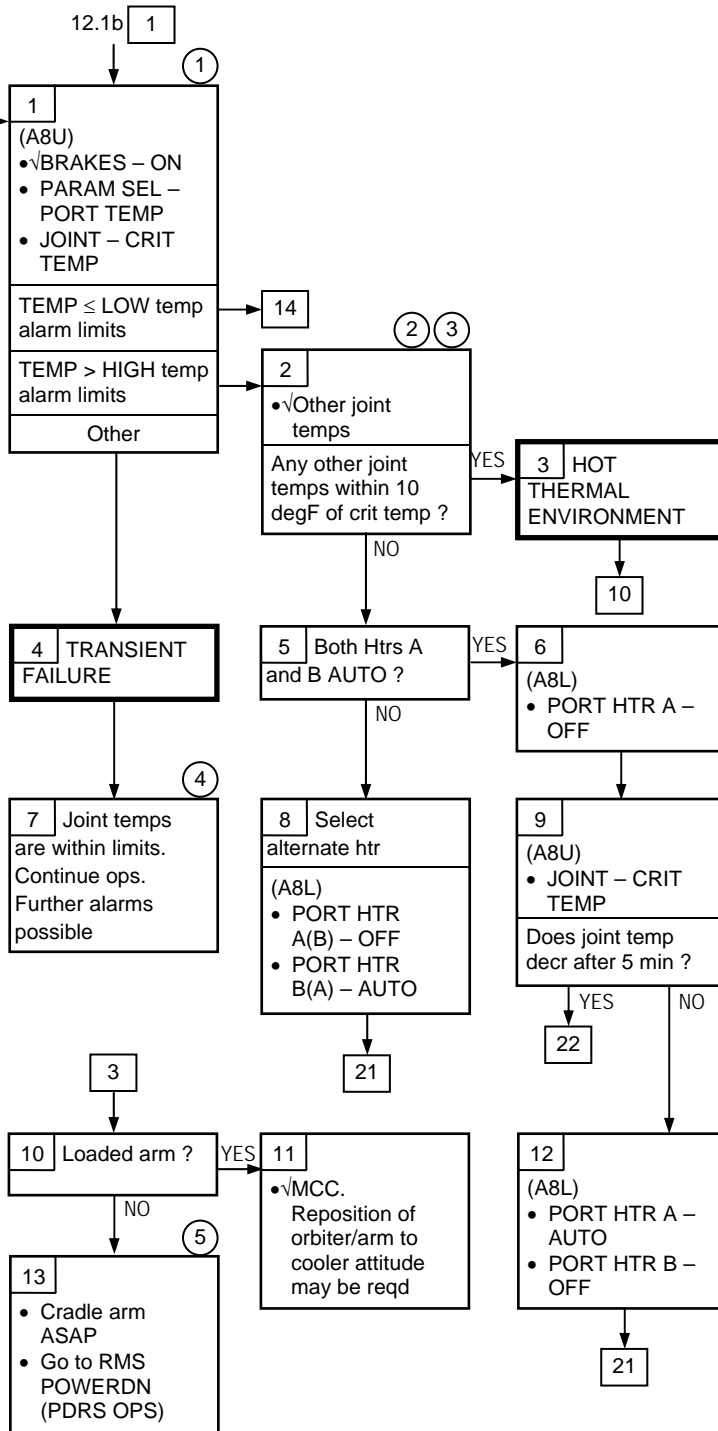 12.1b 1
1
1
(A8U)
•√BRAKES – ON
• PARAM SEL –
PORT TEMP
• JOINT – CRIT
TEMP
TEMP ≤ LOW temp
alarm limits
14
TEMP > HIGH temp
alarm limits
Other
2 3
2
•√Other joint
temps
Any other joint
temps within 10
degF of crit temp ?
YES
NO
3 HOT
THERMAL
ENVIRONMENT
10
4 TRANSIENT
FAILURE
5 Both Htrs A
and B AUTO ?
YES
NO
6
(A8L)
• PORT HTR A –
OFF
4
7 Joint temps
are within limits.
Continue ops.
Further alarms
possible
8 Select
alternate htr
(A8L)
• PORT HTR
A(B) – OFF
• PORT HTR
B(A) – AUTO
21
9
(A8U)
• JOINT – CRIT
TEMP
Does joint temp
decr after 5 min ?
YES NO
22
3
10 Loaded arm ?
YES
NO
11
•√MCC.
Reposition of
orbiter/arm to
cooler attitude
may be reqd
12
(A8L)
• PORT HTR A –
AUTO
• PORT HTR B –
OFF
21
5
13
• Cradle arm
ASAP
• Go to RMS
POWERDN
(PDRS OPS)